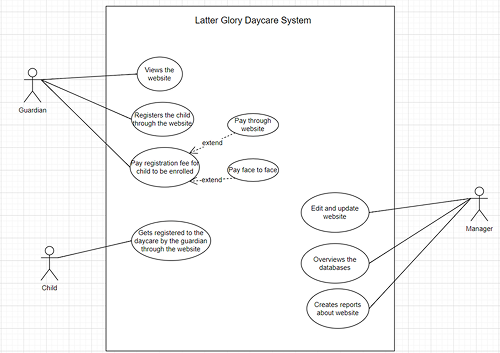 Latter Glory Daycare System
Views the
website
Guardian
Registers the child
through the website
Pay through
website
extend
Pay registration fee for
child to be enrolled
extend
Pay face to face
Edit and update
website
Manager
Gets registered to the
daycare by the guardian
through the website
Overviews the
databases
Child
Creates reports
about website